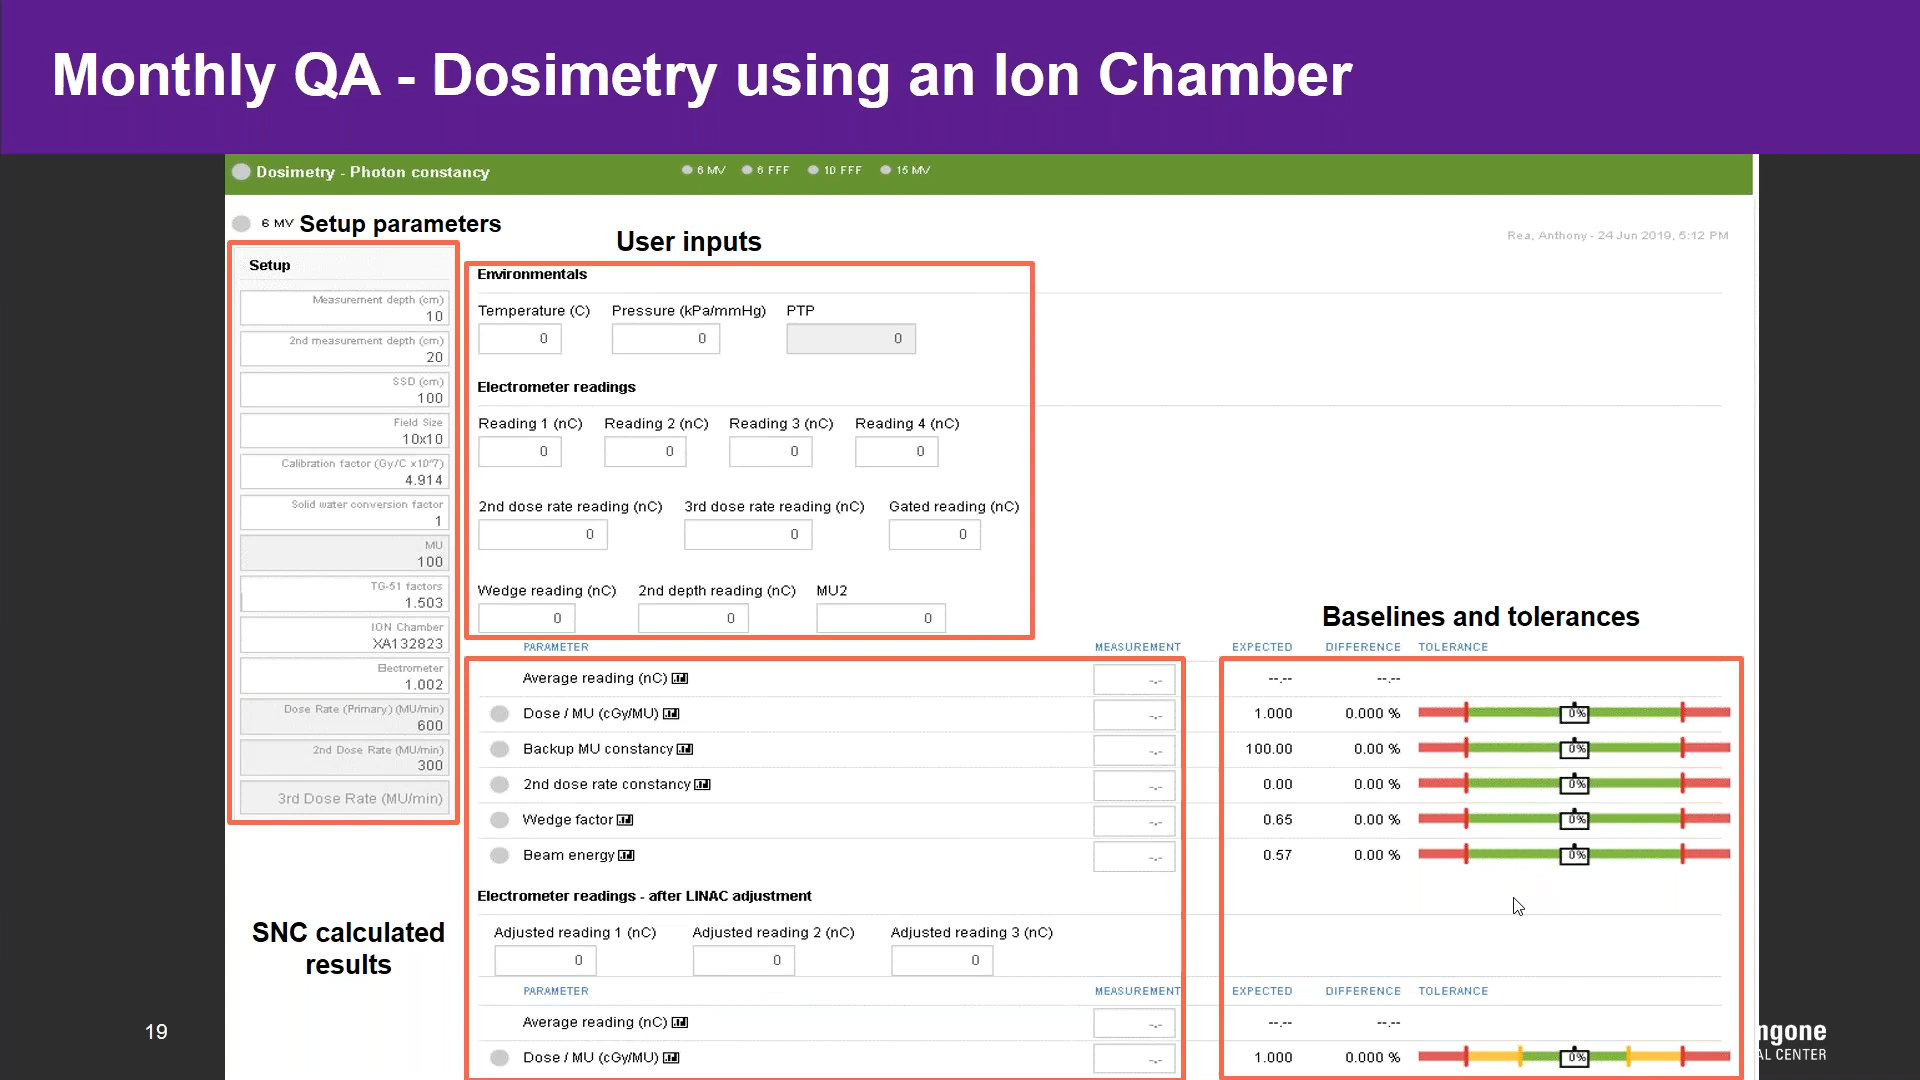 Monthly QA - Dosimetry using an Ion Chamber
Dosimetry - Photon constancy
6 MV
6 FFF
10 FFF
15 MV
6 MV Setup parameters
User inputs
Rea, Anthony - 24 Jun 2019, 5:12 PM
Setup
Measurement depth (cm)
10
2nd measurement depth (cm)
20
SSD (cm)
100
Field Size
10x10
Calibration factor (Gy/C x10^7)
4.914
Solid water conversion factor
1
MU
100
TG-51 factors
1.503
ION Chamber
XA132823
Electrometer
1.002
Dose Rate (Primary) (MU/min)
600
2nd Dose Rate (MU/min)
300
3rd Dose Rate (MU/min)
Environmentals
Temperature (C) Pressure (kPa/mmHg) PTP
0 0 0
Electrometer readings
Reading 1 (nC) Reading 2 (nC) Reading 3 (nC) Reading 4 (nC)
0 0 0 0
2nd dose rate reading (nC) 3rd dose rate reading (nC) Gated reading (nC)
0 0 0
Wedge reading (nC) 2nd depth reading (nC) MU2
0 0 0
Baselines and tolerances
PARAMETER MEASUREMENT EXPECTED DIFFERENCE TOLERANCE
Average reading (nC) -.- --.-- --.--
Dose / MU (cGy/MU) -.- 1.000 0.000 % 0%
Backup MU constancy -.- 100.00 0.00 % 0%
2nd dose rate constancy -.- 0.00 0.00 % 0%
Wedge factor -.- 0.65 0.00 % 0%
Beam energy -.- 0.57 0.00 % 0%
Electrometer readings - after LINAC adjustment
Adjusted reading 1 (nC) Adjusted reading 2 (nC) Adjusted reading 3 (nC)
0 0 0
PARAMETER MEASUREMENT EXPECTED DIFFERENCE TOLERANCE
Average reading (nC) -.- --.-- --.--
Dose / MU (cGy/MU) -.- 1.000 0.000 % 0%
SNC calculated
results
19
ngone
AL CENTER